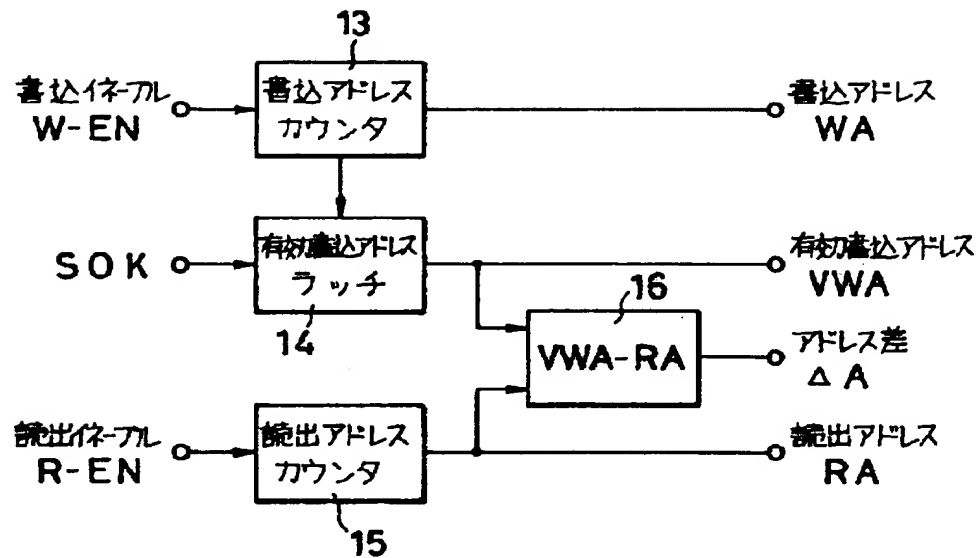 13
書込イネーブル
W-EN
書込アドレス
カウンタ
書込アドレス
WA
SOK
有効書込アドレス
ラッチ
14
有効書込アドレス
VWA
16
VWA-RA
アドレス差
ΔA
読出イネーブル
R-EN
読出アドレス
カウンタ
15
読出アドレス
RA